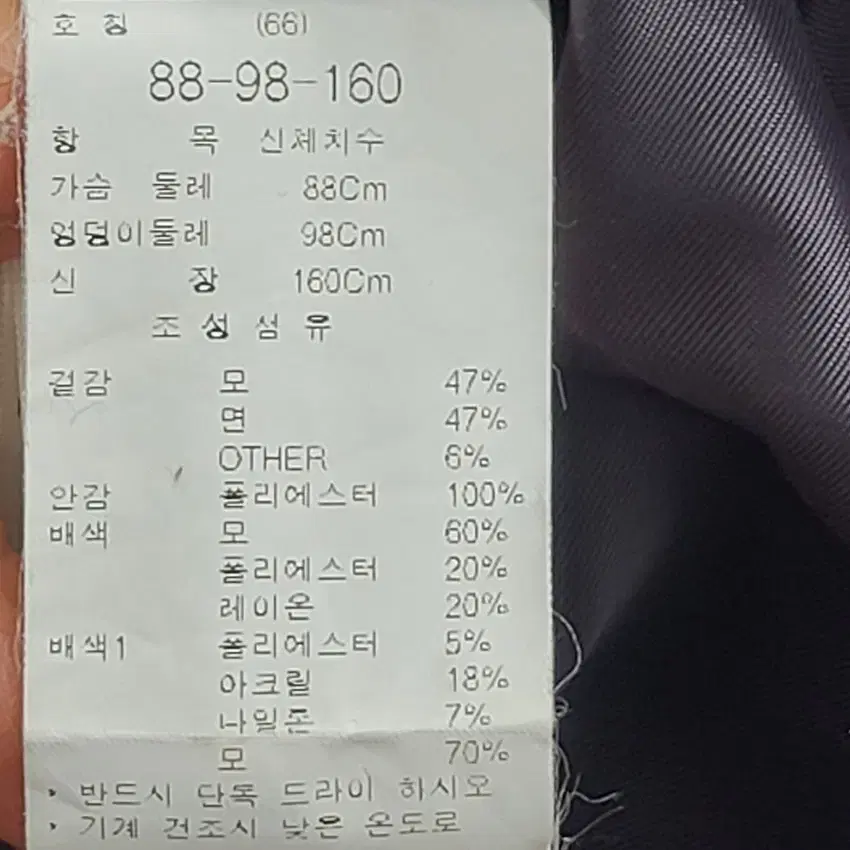 호 칭 (66)
88-98-160
항 목 신체치수
가슴 둘레 88Cm
엉덩이둘레 98Cm
신 장 160Cm
조 성 섬 유
겉감 모 47%
면 47%
OTHER 6%
안감 폴리에스터 100%
배색 모 60%
폴리에스터 20%
레이온 20%
배색1 폴리에스터 5%
아크릴 18%
나일론 7%
모 70%
• 반드시 단독 드라이 하시오
• 기계 건조시 낮은 온도로